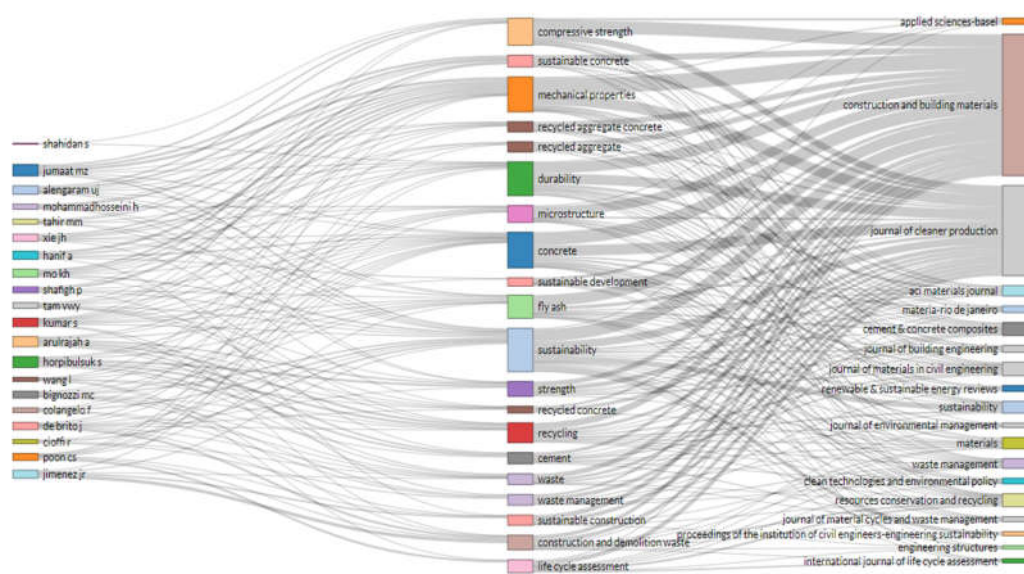 shahidan s
jumaat mz
alengaram uj
mohammadhosseini h
tahir mm
xie jh
hanif a
mo kh
shafigh p
tam vwy
kumar s
arulrajah a
horpibulsuk s
wang l
bignozzi mc
colangelo f
de brito j
cioffi r
poon cs
jimenez jr
compressive strength
sustainable concrete
mechanical properties
recycled aggregate concrete
recycled aggregate
durability
microstructure
concrete
sustainable development
fly ash
sustainability
strength
recycled concrete
recycling
cement
waste
waste management
sustainable construction
construction and demolition waste
life cycle assessment
applied sciences-basel
construction and building materials
journal of cleaner production
aci materials journal
materia-rio de janeiro
cement & concrete composites
journal of building engineering
journal of materials in civil engineering
renewable & sustainable energy reviews
sustainability
journal of environmental management
materials
waste management
clean technologies and environmental policy
resources conservation and recycling
journal of material cycles and waste management
proceedings of the institution of civil engineers-engineering sustainability
engineering structures
international journal of life cycle assessment